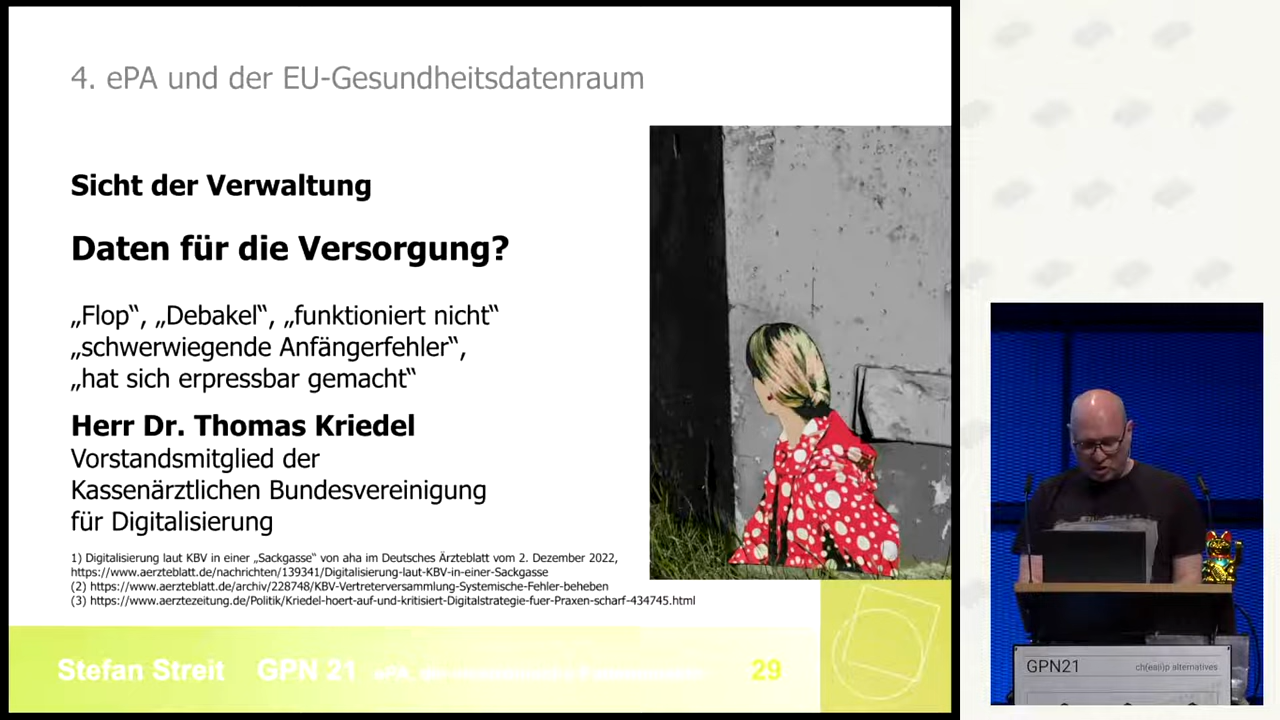 4. ePA und der EU-Gesundheitsdatenraum
Sicht der Verwaltung
Daten für die Versorgung?
„Flop“, „Debakel“, „funktioniert nicht“
„schwerwiegende Anfängerfehler“,
„hat sich erpressbar gemacht“
Herr Dr. Thomas Kriedel
Vorstandsmitglied der
Kassenärztlichen Bundesvereinigung
für Digitalisierung
1) Digitalisierung laut KBV in einer „Sackgasse“ von aha im Deutsches Ärzteblatt vom 2. Dezember 2022,
https://www.aerzteblatt.de/nachrichten/139341/Digitalisierung-laut-KBV-in-einer-Sackgasse
(2) https://www.aerzteblatt.de/archiv/228748/KBV-Vertreterversammlung-Systemische-Fehler-beheben
(3) https://www.aerztezeitung.de/Politik/Kriedel-hoert-auf-und-kritisiert-Digitalstrategie-fuer-Praxen-scharf-434745.html
Stefan Streit GPN 21 29
GPN21 ch(ea|i)p alternatives